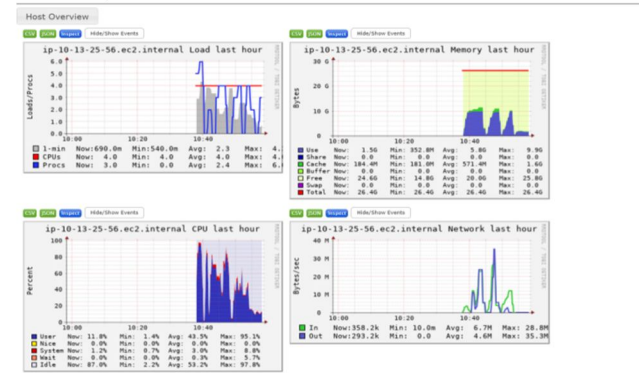 Host Overview
CSV JSON Inspect Hide/Show Events
ip-10-13-25-56.ec2.internal Load last hour
6.0
5.0
4.0
3.0
2.0
1.0
0.0
Loads/Procs
10:00 10:20 10:40
1-min Now:690.0m Min:540.0m Avg: 2.3 Max: 4.
CPUs Now: 4.0 Min: 4.0 Avg: 4.0 Max: 4.
Procs Now: 3.0 Min: 0.0 Avg: 2.4 Max: 6.
CSV JSON Inspect Hide/Show Events
ip-10-13-25-56.ec2.internal Memory last hour
30 G
20 G
10 G
0
Bytes
10:00 10:20 10:40
Use Now: 1.5G Min: 352.8M Avg: 5.8G Max: 9.9G
Share Now: 0.0 Min: 0.0 Avg: 0.0 Max: 0.0
Cache Now: 184.4M Min: 181.0M Avg: 571.4M Max: 1.6G
Buffer Now: 0.0 Min: 0.0 Avg: 0.0 Max: 0.0
Free Now: 24.6G Min: 14.8G Avg: 20.0G Max: 25.8G
Swap Now: 0.0 Min: 0.0 Avg: 0.0 Max: 0.0
Total Now: 26.4G Min: 26.4G Avg: 26.4G Max: 26.4G
CSV JSON Inspect Hide/Show Events
ip-10-13-25-56.ec2.internal CPU last hour
100
80
60
40
20
0
Percent
10:00 10:20 10:40
User Now: 11.8% Min: 1.4% Avg: 43.5% Max: 95.1%
Nice Now: 0.0% Min: 0.0% Avg: 0.0% Max: 0.0%
System Now: 1.2% Min: 0.7% Avg: 3.0% Max: 8.8%
Wait Now: 0.0% Min: 0.0% Avg: 0.3% Max: 5.7%
Idle Now: 87.0% Min: 2.2% Avg: 53.2% Max: 97.8%
CSV JSON Inspect Hide/Show Events
ip-10-13-25-56.ec2.internal Network last hour
40 M
30 M
20 M
10 M
0
Bytes/sec
10:00 10:20 10:40
In Now:358.2k Min: 10.0m Avg: 6.7M Max: 28.8M
Out Now:293.2k Min: 0.0 Avg: 4.6M Max: 35.3M